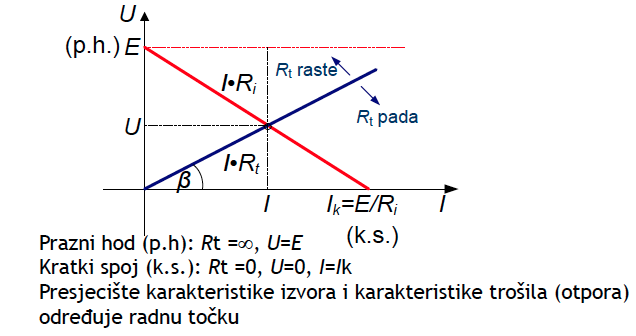 U
(p.h.) E
Rt raste
I•Ri
Rt pada
U
I•Rt
β
I
Ik=E/Ri
I
(k.s.)
Prazni hod (p.h): Rt =∞, U=E
Kratki spoj (k.s.): Rt =0, U=0, I=Ik
Presjecište karakteristike izvora i karakteristike trošila (otpora)
određuje radnu točku